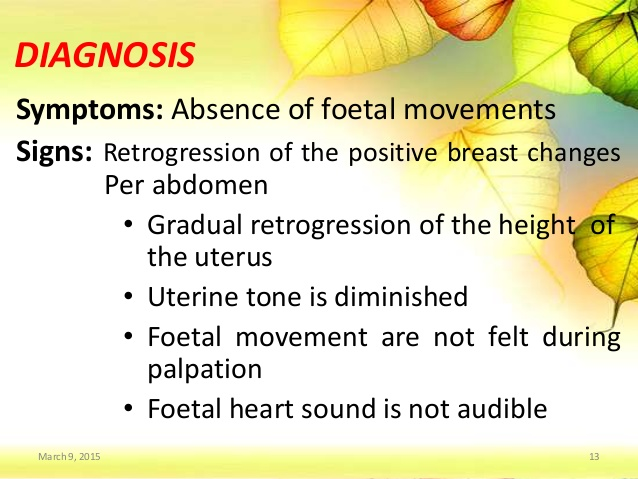 DIAGNOSIS
Symptoms: Absence of foetal movements
Signs: Retrogression of the positive breast changes
Per abdomen
• Gradual retrogression of the height of
the uterus
• Uterine tone is diminished
• Foetal movement are not felt during
palpation
• Foetal heart sound is not audible
March 9, 2015
13